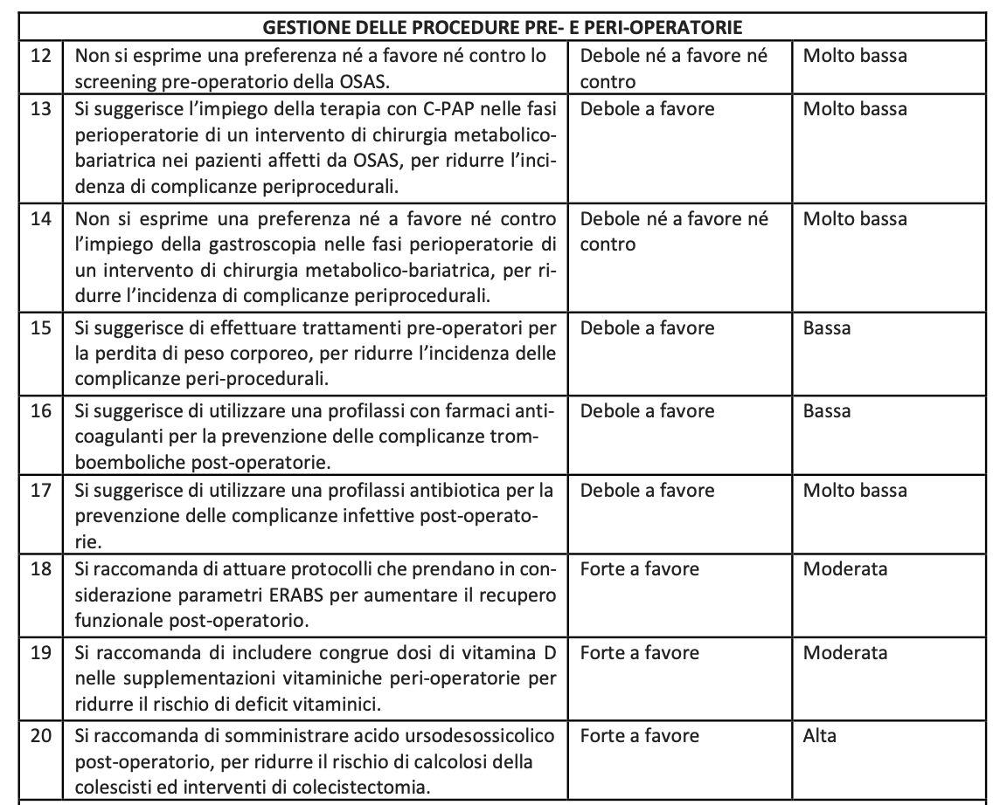 GESTIONE DELLE PROCEDURE PRE- E PERI-OPERATORIE
12 Non si esprime una preferenza né a favore né contro lo Debole né a favore né Molto bassa
screening pre-operatorio della OSAS. contro
13 Si suggerisce l’impiego della terapia con C-PAP nelle fasi Debole a favore Molto bassa
perioperatorie di un intervento di chirurgia metabolico-
bariatrica nei pazienti affetti da OSAS, per ridurre l’inci-
denza di complicanze periprocedurali.
14 Non si esprime una preferenza né a favore né contro Debole né a favore né Molto bassa
l’impiego della gastroscopia nelle fasi perioperatorie di contro
un intervento di chirurgia metabolico-bariatrica, per ri-
durre l’incidenza di complicanze periprocedurali.
15 Si suggerisce di effettuare trattamenti pre-operatori per Debole a favore Bassa
la perdita di peso corporeo, per ridurre l’incidenza delle
complicanze peri-procedurali.
16 Si suggerisce di utilizzare una profilassi con farmaci anti- Debole a favore Bassa
coagulanti per la prevenzione delle complicanze trom-
boemboliche post-operatorie.
17 Si suggerisce di utilizzare una profilassi antibiotica per la Debole a favore Molto bassa
prevenzione delle complicanze infettive post-operato-
rie.
18 Si raccomanda di attuare protocolli che prendano in con- Forte a favore Moderata
siderazione parametri ERABS per aumentare il recupero
funzionale post-operatorio.
19 Si raccomanda di includere congrue dosi di vitamina D Forte a favore Moderata
nelle supplementazioni vitaminiche peri-operatorie per
ridurre il rischio di deficit vitaminici.
20 Si raccomanda di somministrare acido ursodesossicolico Forte a favore Alta
post-operatorio, per ridurre il rischio di calcolosi della
colescisti ed interventi di colecistectomia.